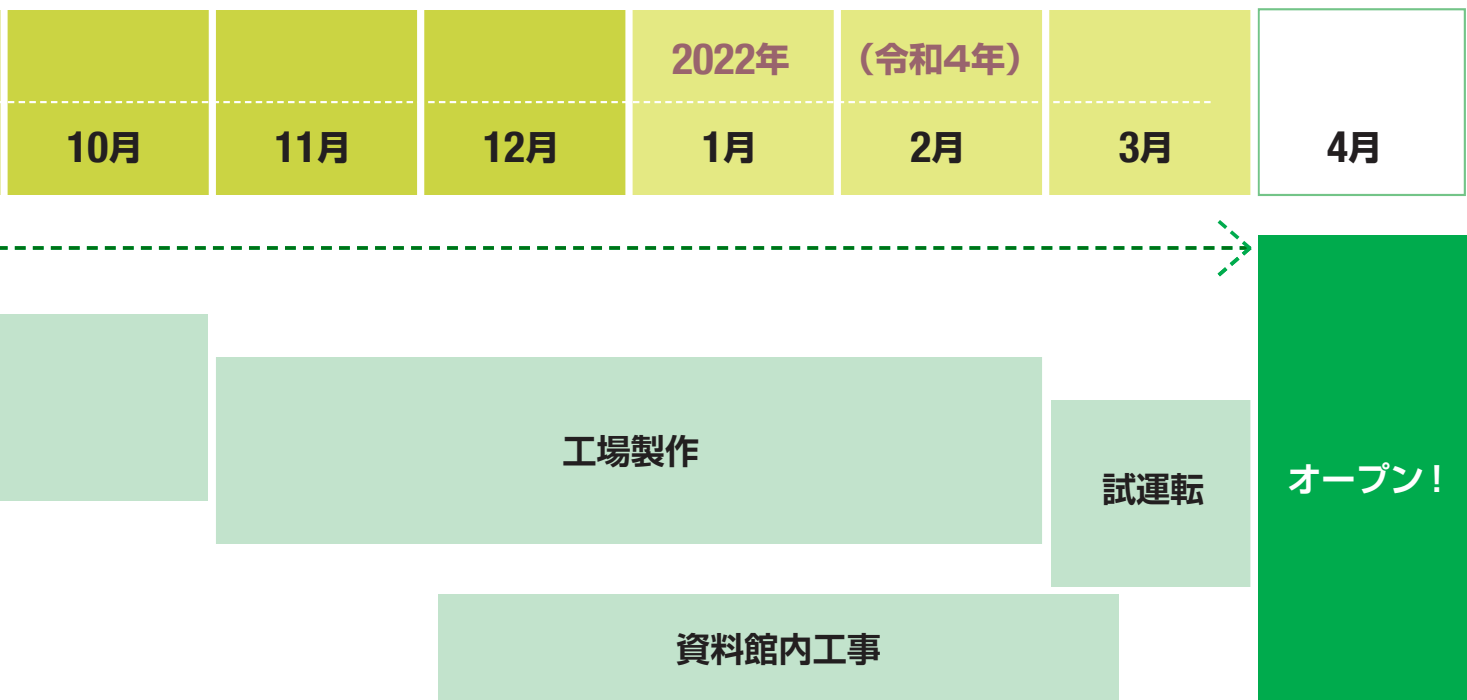 2022年 （令和4年）
10月 11月 12月 1月 2月 3月 4月
工場製作
オープン！
試運転
資料館内工事